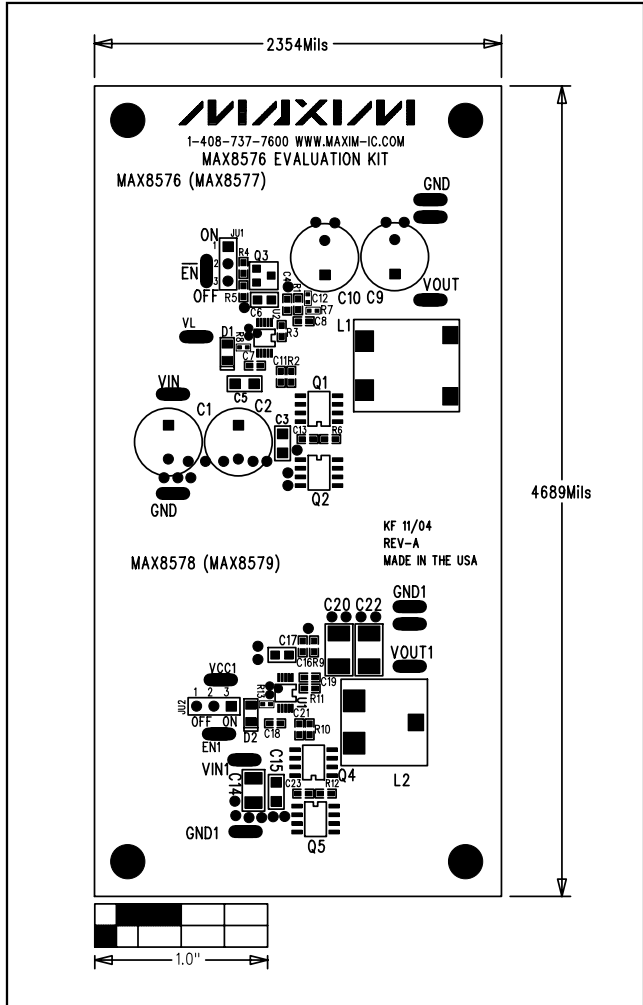 2354Mils
MAXIM
1-408-737-7600 WWW.MAXIM-IC.COM
MAX8576 EVALUATION KIT
MAX8576 (MAX8577)
GND
ON
JU1
1
2
3
EN
OFF
R4
R5
Q3
C4
R1
C12
R7
C8
C6
U2
R3
C10
C9
VOUT
VL
D1
R8
C7
C11
R2
L1
VIN
C5
C1
C2
C3
Q1
C13
R6
Q2
GND
4689Mils
KF 11/04
REV-A
MADE IN THE USA
MAX8578 (MAX8579)
GND1
C20
C22
C17
VOUT1
C16
R9
VCC1
C19
R11
R13
U1
1 2 3
JU2
OFF ON
D2
C18
C21
R10
EN1
VIN1
C14
C15
Q4
L2
C23
R12
GND1
Q5
1.0"